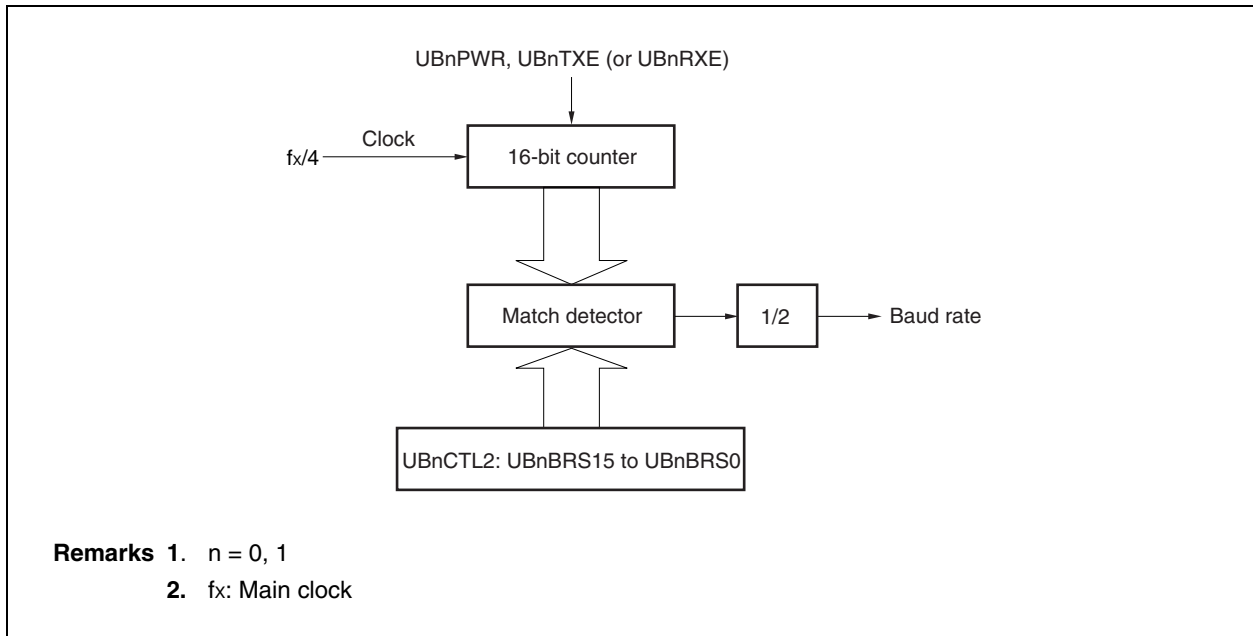 UBnPWR, UBnTXE (or UBnRXE)
Clock
fx/4
16-bit counter
Match detector
1/2
Baud rate
UBnCTL2: UBnBRS15 to UBnBRS0
Remarks 1. n = 0, 1
2. fx: Main clock